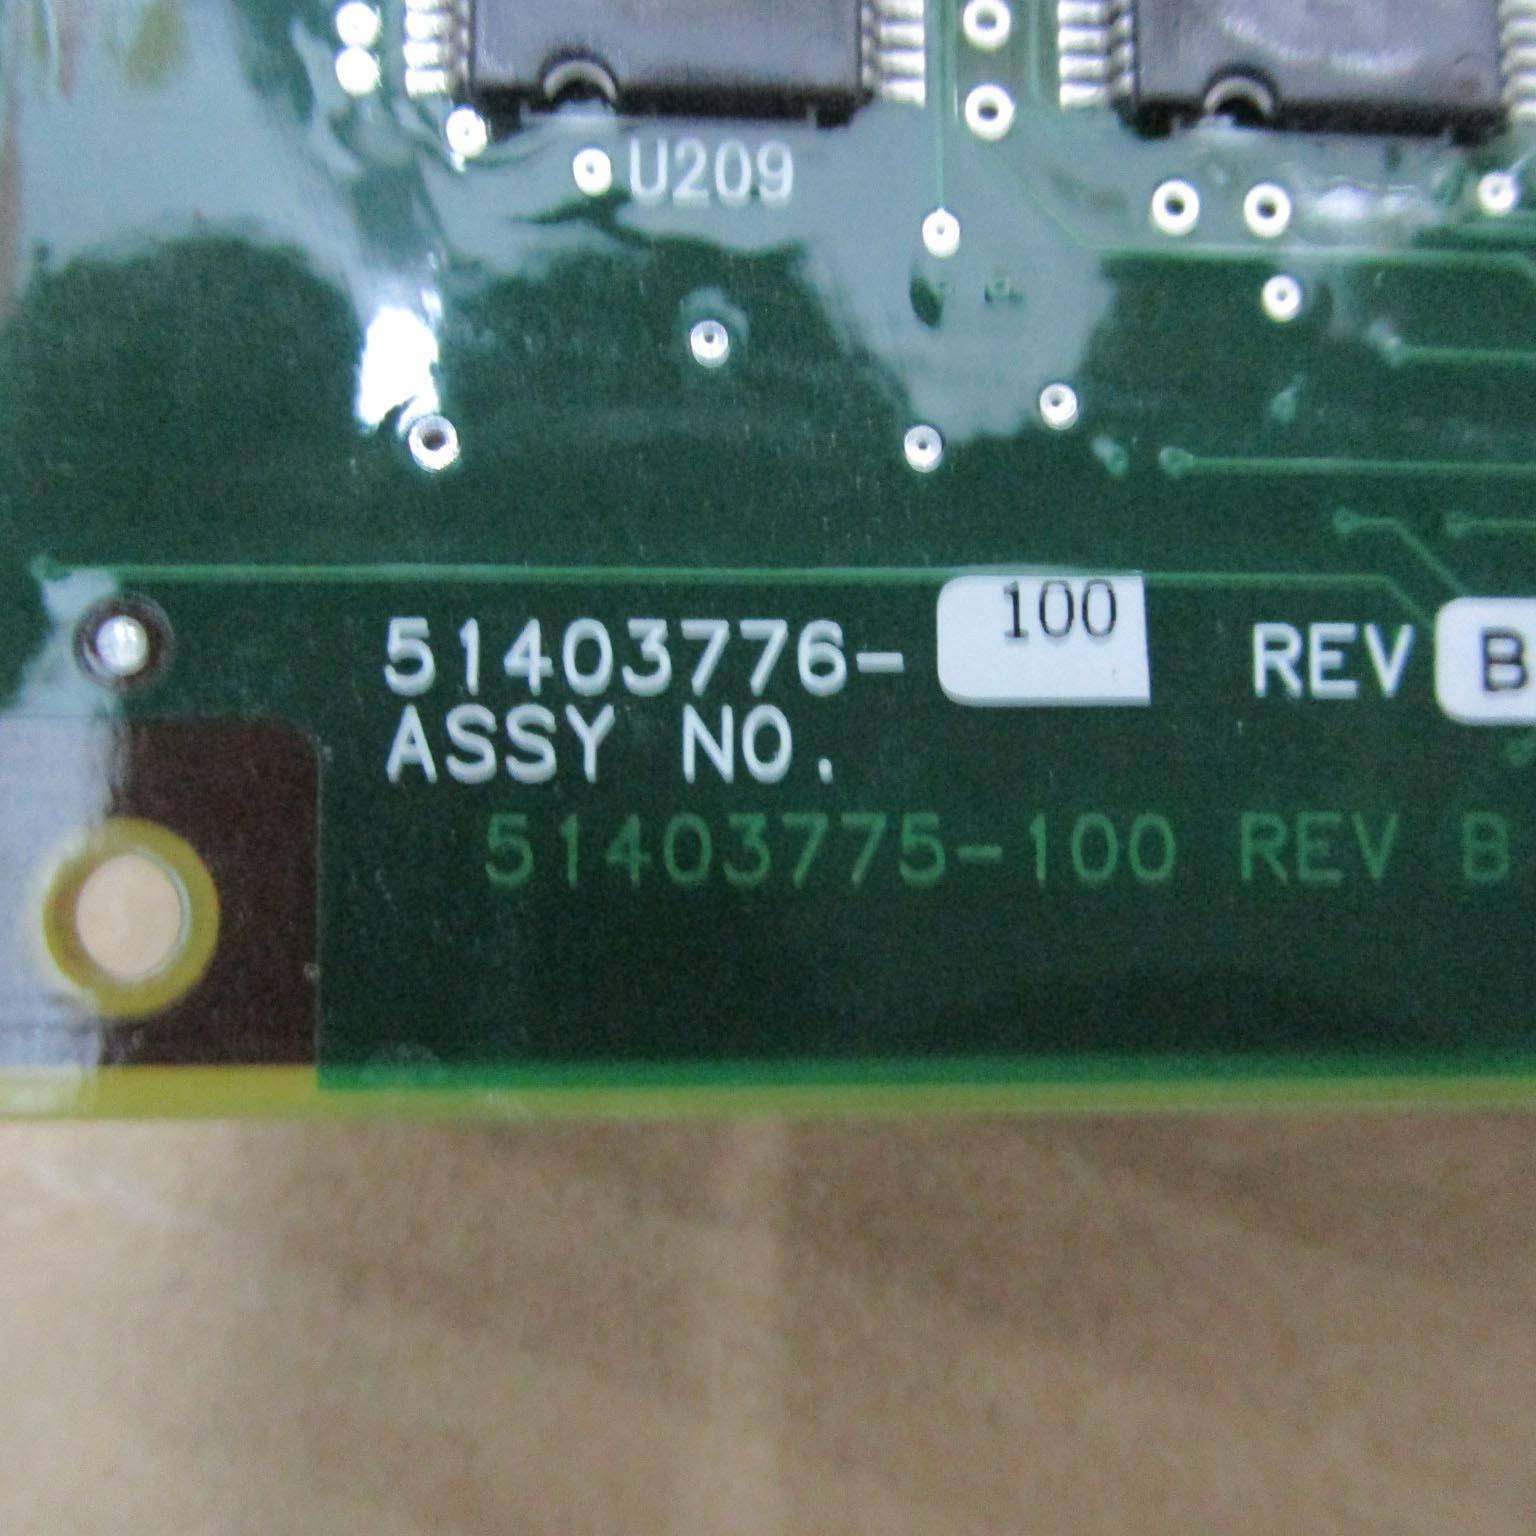 U209
51403776- 100 REV B
ASSY NO.
51403775-100 REV B